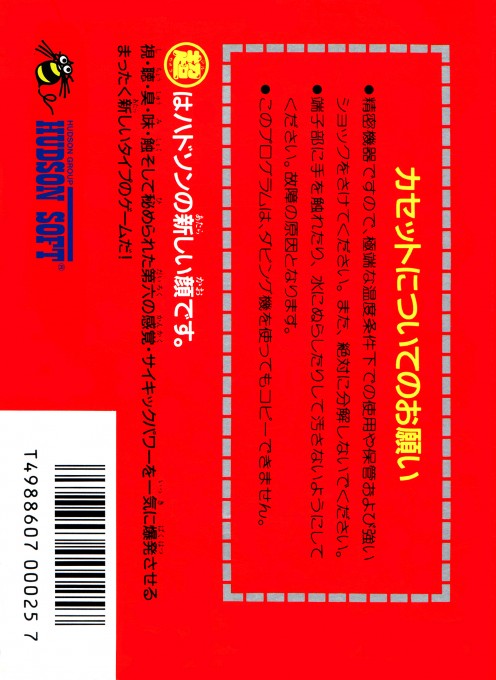 カセットについてのお願い
●精密機器ですので、極端な温度条件下での使用や保管および強い
ショックをさけてください。また、絶対に分解しないでください。
●端子部に手を触れたり、水にぬらしたりして汚さないようにして
ください。故障の原因となります。
●このプログラムは、ダビング機を使ってもコピーできません。
超はハドソンの新しい顔です。
視・聴・臭・味・触そして秘められた第六の感覚・サイキックパワーを一気に爆発させる
まったく新しいタイプのゲームだ!
HUDSON GROUP
HUDSON SOFT®
T4988607 000025 7